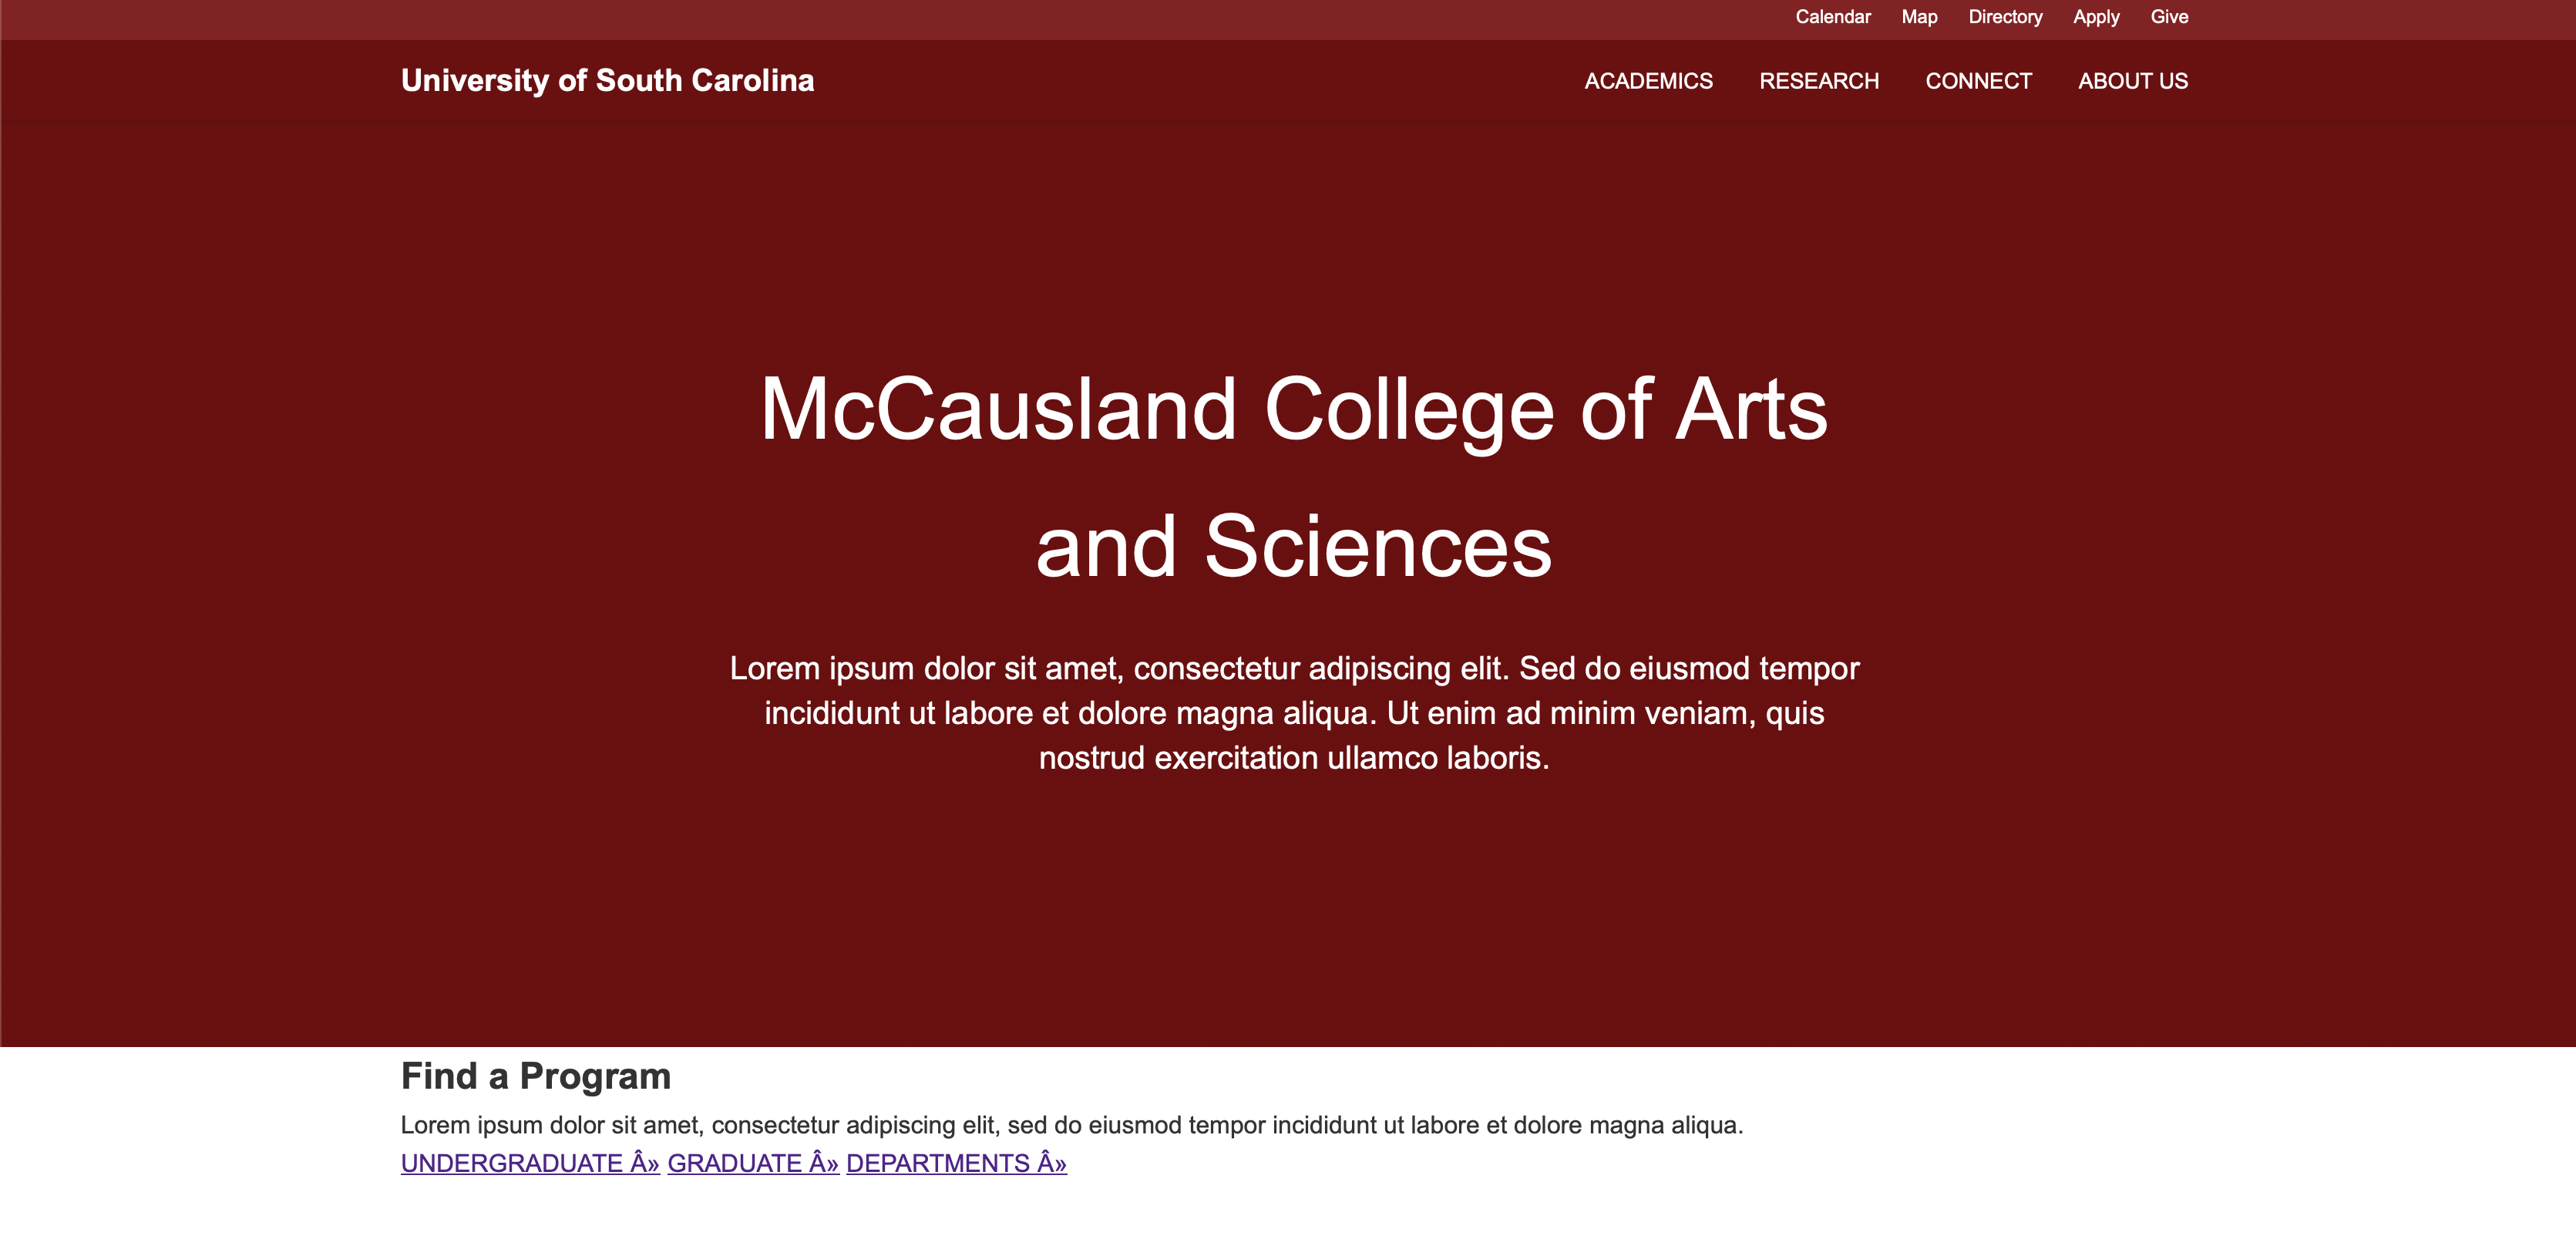 Calendar Map Directory Apply Give
University of South Carolina ACADEMICS RESEARCH CONNECT ABOUT US
McCausland College of Arts
and Sciences
Lorem ipsum dolor sit amet, consectetur adipiscing elit. Sed do eiusmod tempor
incididunt ut labore et dolore magna aliqua. Ut enim ad minim veniam, quis
nostrud exercitation ullamco laboris.
Find a Program
Lorem ipsum dolor sit amet, consectetur adipiscing elit, sed do eiusmod tempor incididunt ut labore et dolore magna aliqua.
UNDERGRADUATE Â» GRADUATE Â» DEPARTMENTS Â»